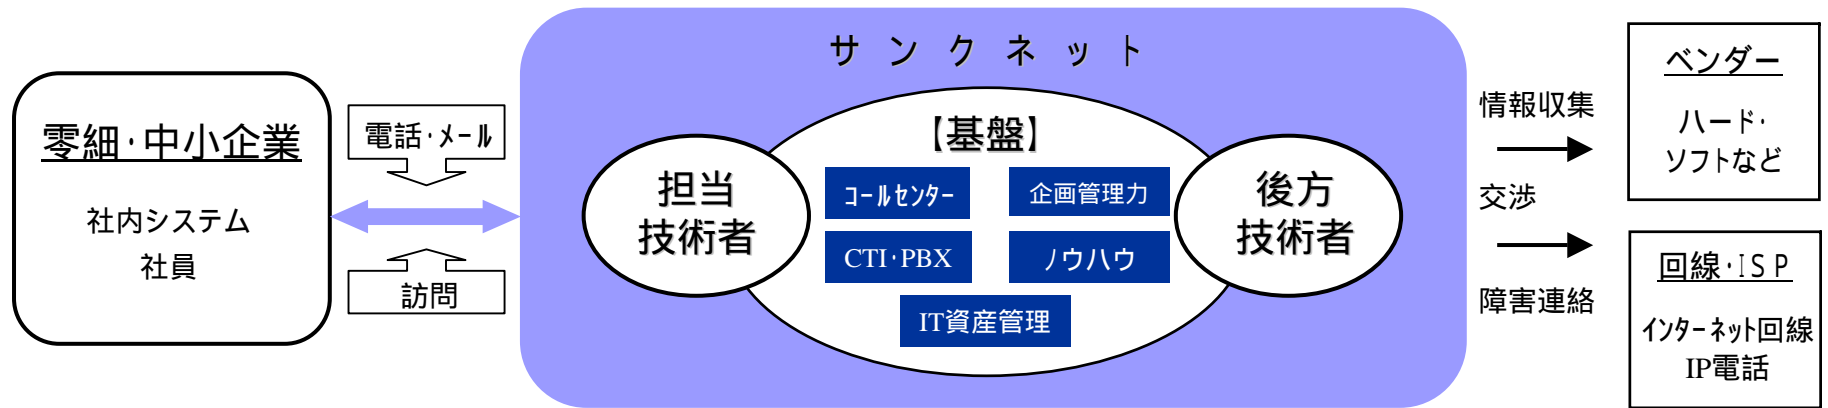 零細・中小企業
社内システム
社員
電話・メール
訪問
サンクネット
【基盤】
担当
技術者
コールセンター
企画管理力
CTI・PBX
ノウハウ
IT資産管理
後方
技術者
情報収集
交渉
障害連絡
ベンダー
ハード・
ソフトなど
回線・ISP
インターネット回線
IP電話